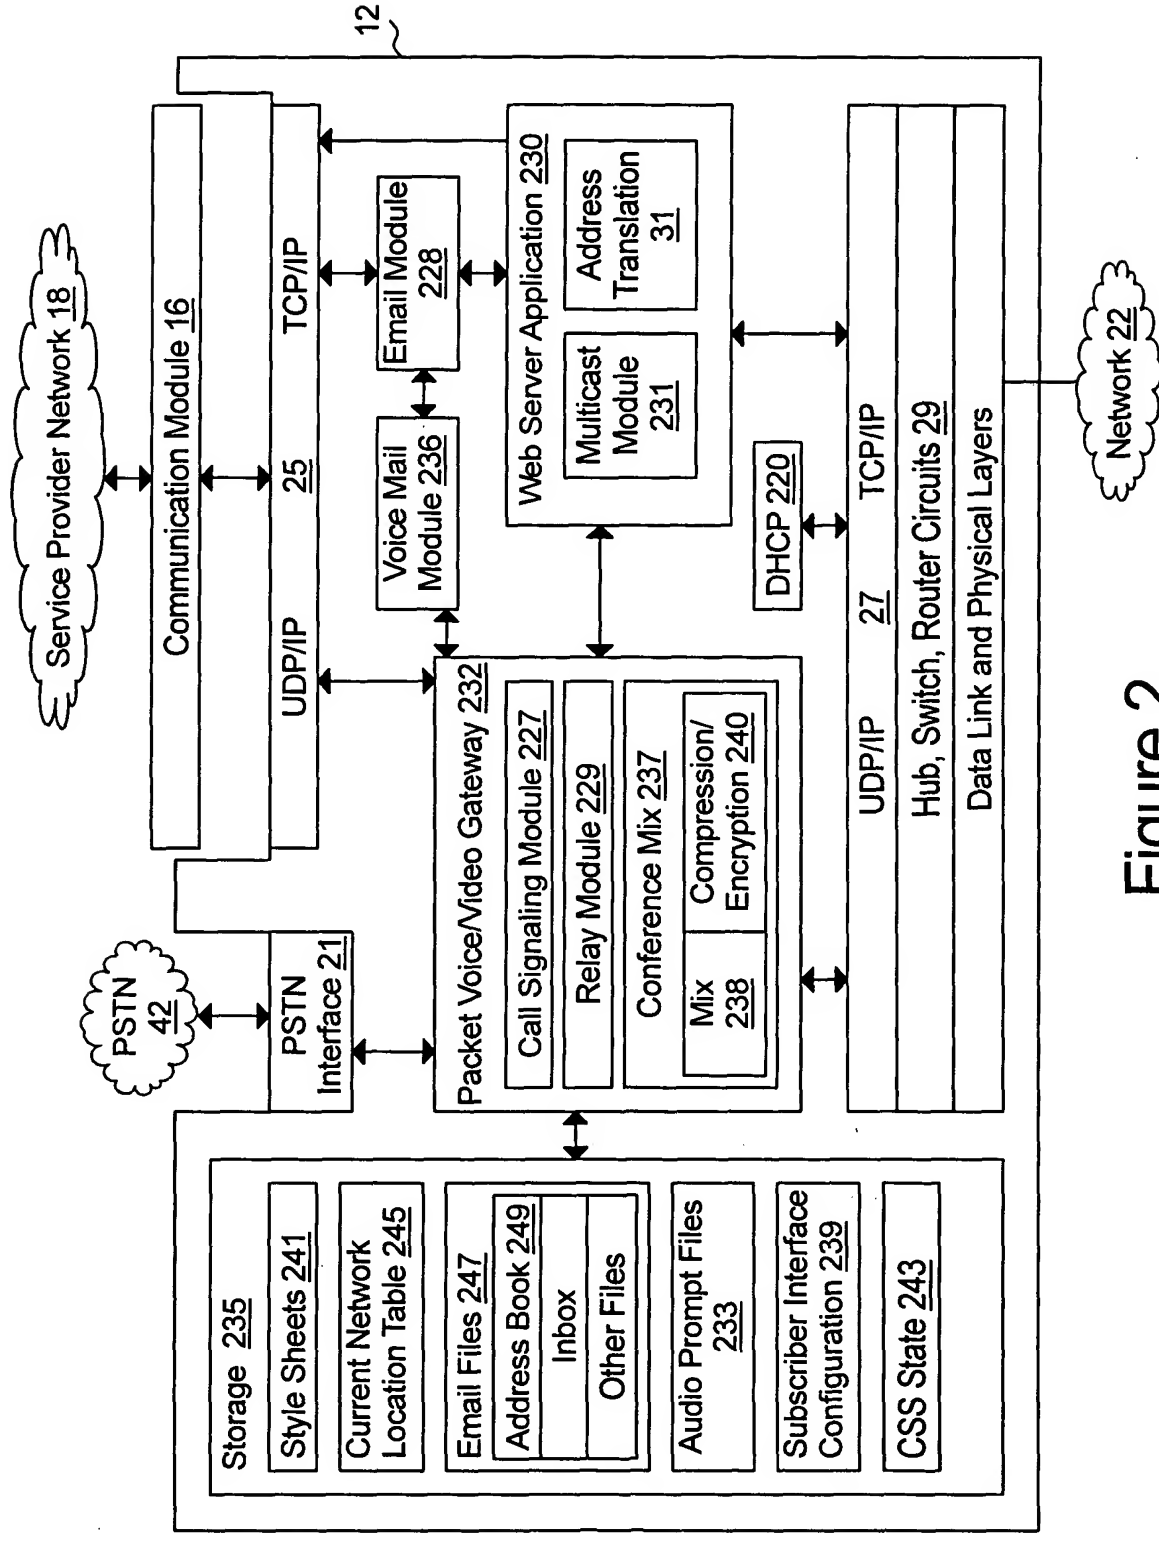 12
Service Provider Network 18
Communication Module 16
PSTN
42
PSTN
Interface 21
UDP/IP 25 TCP/IP
Storage 235
Style Sheets 241
Current Network
Location Table 245
Email Files 247
Address Book 249
Inbox
Other Files
Audio Prompt Files
233
Subscriber Interface
Configuration 239
CSS State 243
Packet Voice/Video Gateway 232
Call Signaling Module 227
Relay Module 229
Conference Mix 237
Mix
238
Compression/
Encryption 240
Voice Mail
Module 236
Email Module
228
Web Server Application 230
Multicast
Module
231
Address
Translation
31
DHCP 220
UDP/IP 27 TCP/IP
Hub, Switch, Router Circuits 29
Data Link and Physical Layers
Network 22
Figure 2